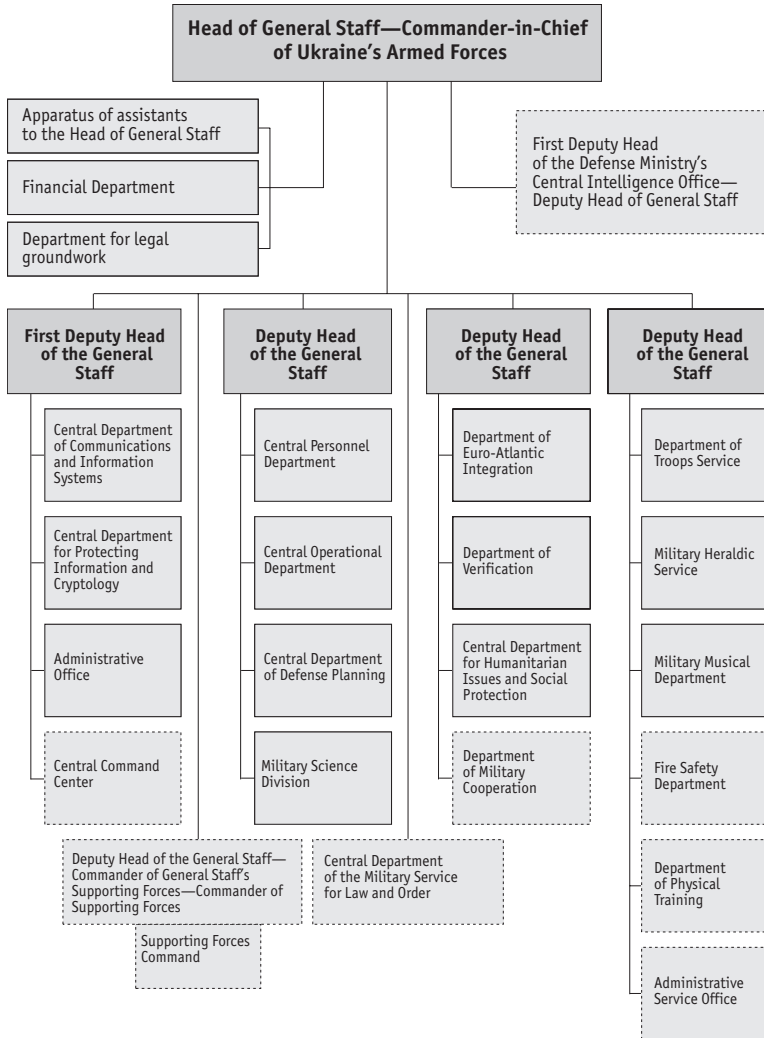 Head of General Staff—Commander-in-Chief
of Ukraine's Armed Forces
Apparatus of assistants
to the Head of General Staff
Financial Department
Department for legal
groundwork
First Deputy Head
of the Defense Ministry's
Central Intelligence Office—
Deputy Head of General Staff
First Deputy Head
of the General
Staff
Central Department
of Communications
and Information
Systems
Central Department
for Protecting
Information and
Cryptology
Administrative
Office
Central Command
Center
Deputy Head
of the General
Staff
Central Personnel
Department
Central Operational
Department
Central Department
of Defense Planning
Military Science
Division
Deputy Head
of the General
Staff
Department of
Euro-Atlantic
Integration
Department of
Verification
Central Department
for Humanitarian
Issues and Social
Protection
Department
of Military
Cooperation
Deputy Head
of the General
Staff
Department of
Troops Service
Military Heraldic
Service
Military Musical
Department
Fire Safety
Department
Department
of Physical
Training
Administrative
Service Office
Deputy Head of the General Staff—
Commander of General Staff's
Supporting Forces—Commander of
Supporting Forces
Supporting Forces
Command
Central Department
of the Military Service
for Law and Order